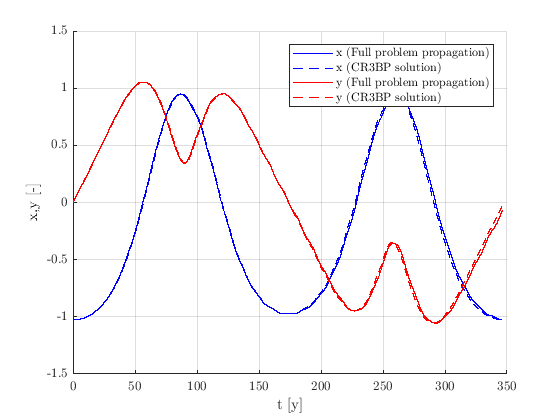 1.5
1
0.5
0
-0.5
-1
-1.5
x,y [-]
x (Full problem propagation)
x (CR3BP solution)
y (Full problem propagation)
y (CR3BP solution)
0 50 100 150 200 250 300 350
t [y]